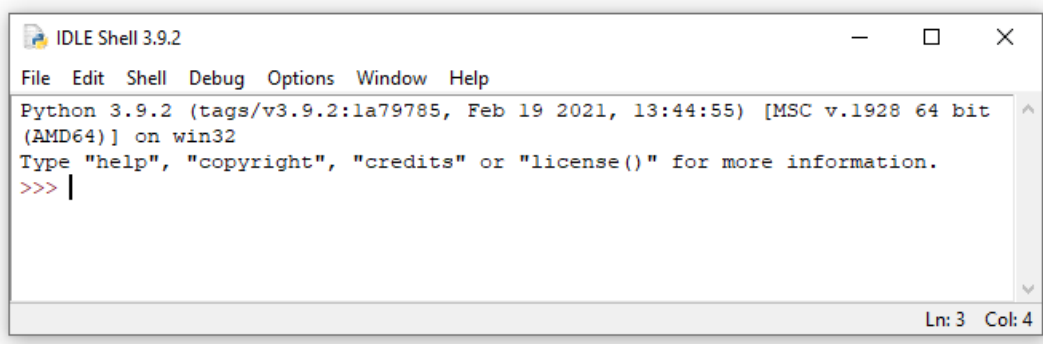 IDLE Shell 3.9.2
File Edit Shell Debug Options Window Help
Python 3.9.2 (tags/v3.9.2:1a79785, Feb 19 2021, 13:44:55) [MSC v.1928 64 bit
(AMD64)] on win32
Type "help", "copyright", "credits" or "license()" for more information.
>>>
Ln: 3 Col: 4